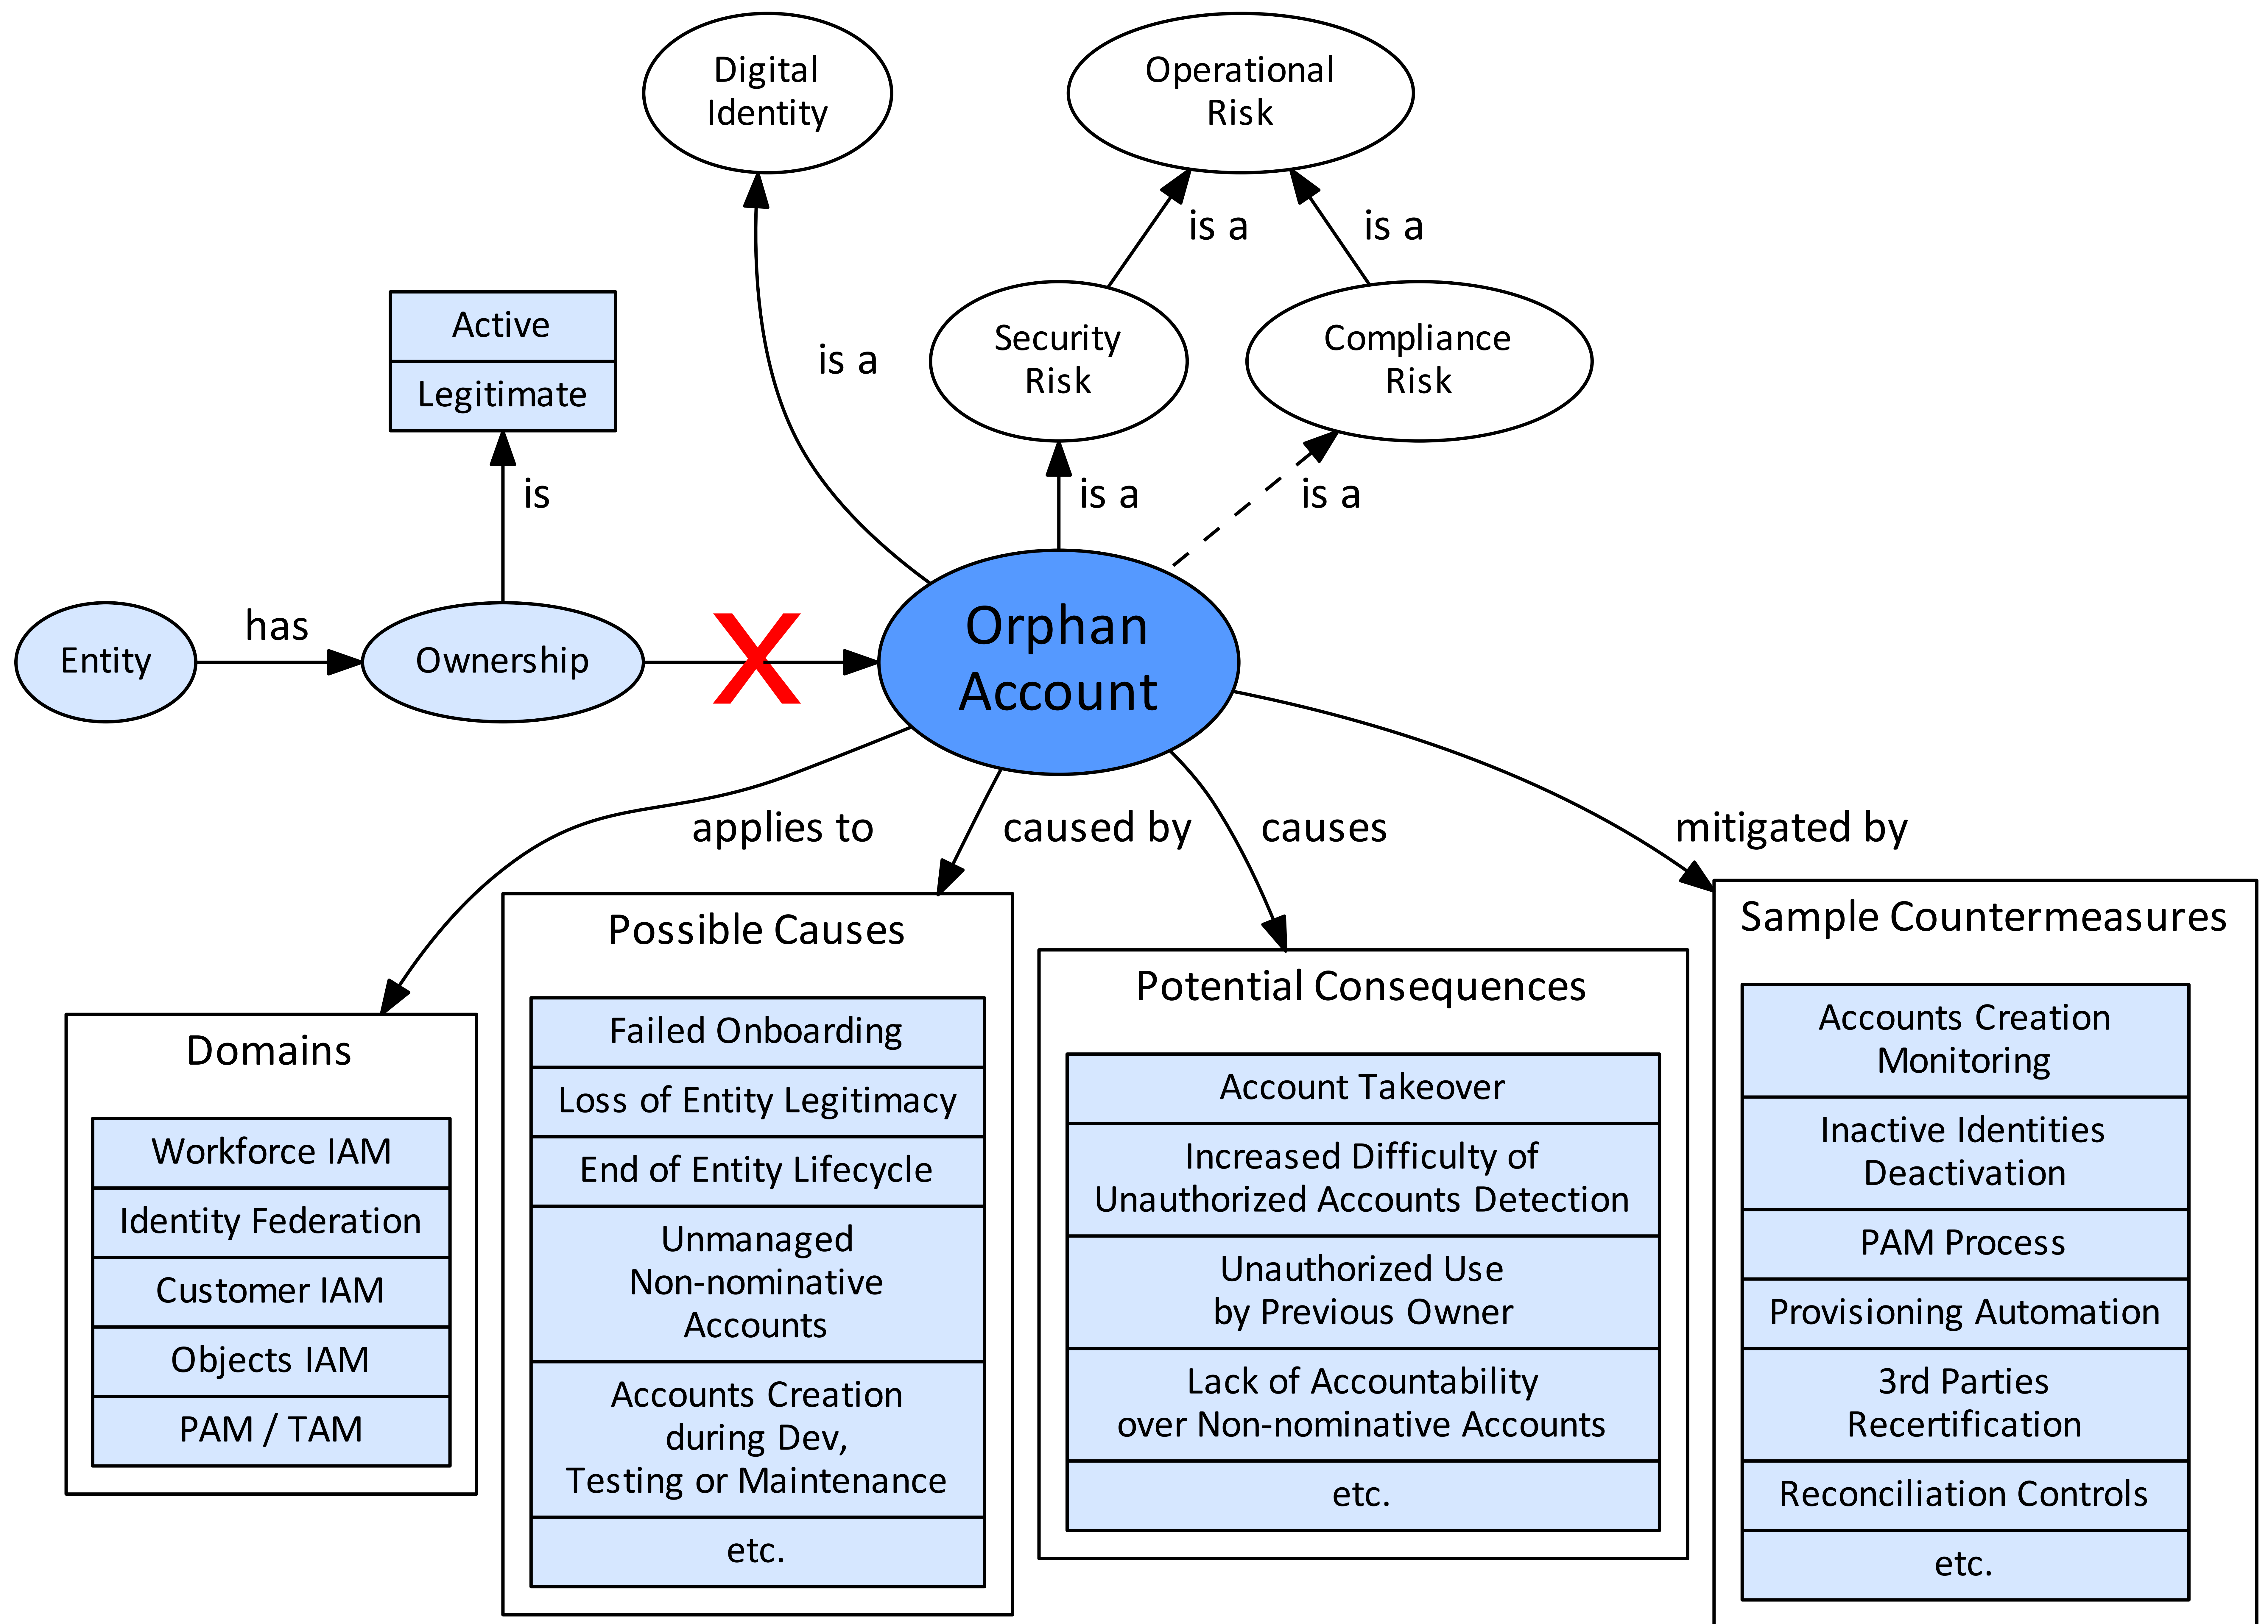 Digital
Identity
Operational
Risk
is a
is a
Active
Legitimate
is a
Security
Risk
Compliance
Risk
is
is a
is a
Entity
has
Ownership
X
Orphan
Account
applies to
caused by
causes
mitigated by
Domains
Workforce IAM
Identity Federation
Customer IAM
Objects IAM
PAM / TAM
Possible Causes
Failed Onboarding
Loss of Entity Legitimacy
End of Entity Lifecycle
Unmanaged
Non-nominative
Accounts
Accounts Creation
during Dev,
Testing or Maintenance
etc.
Potential Consequences
Account Takeover
Increased Difficulty of
Unauthorized Accounts Detection
Unauthorized Use
by Previous Owner
Lack of Accountability
over Non-nominative Accounts
etc.
Sample Countermeasures
Accounts Creation
Monitoring
Inactive Identities
Deactivation
PAM Process
Provisioning Automation
3rd Parties
Recertification
Reconciliation Controls
etc.